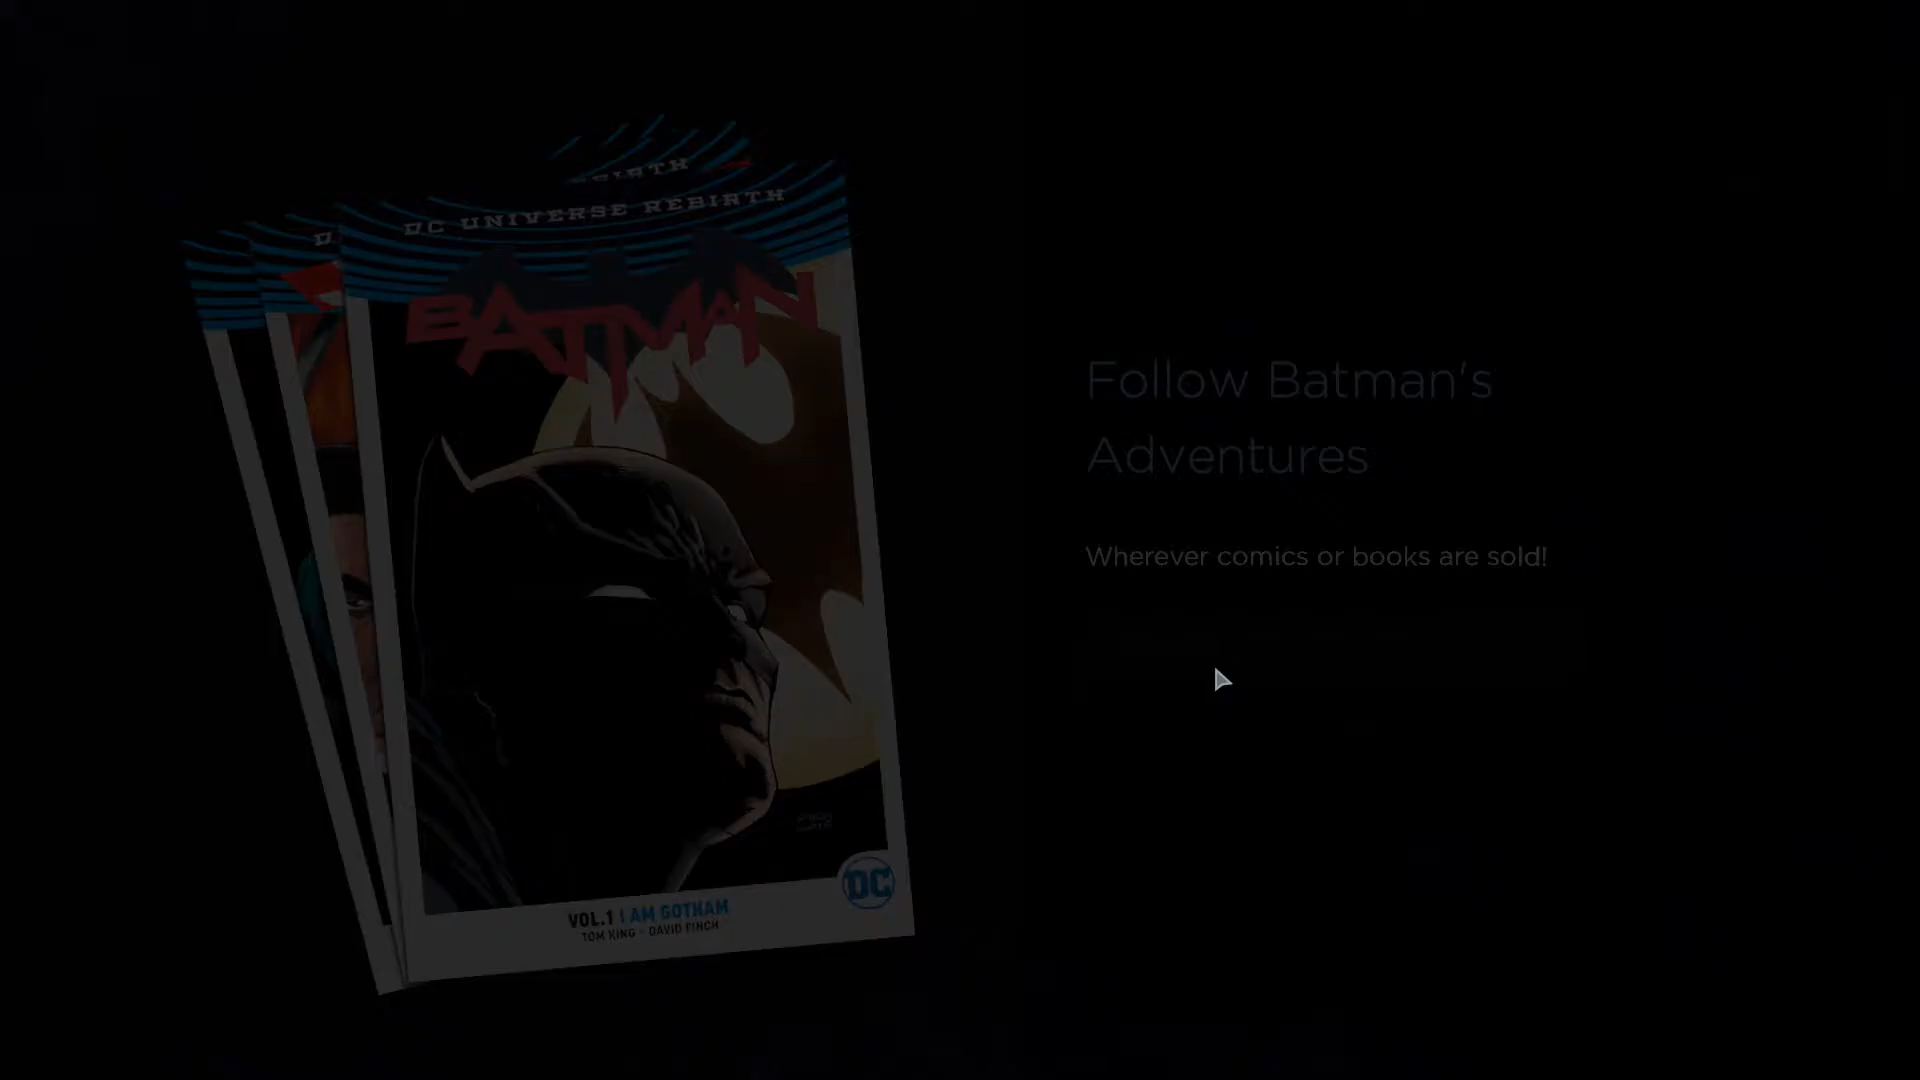 REBIRTH
D
DC UNIVERSE REBIRTH
BATMAN
Follow Batman's
Adventures
Wherever comics or books are sold!
DC
VOL.1 I AM GOTHAM
TOM KING - DAVID FINCH